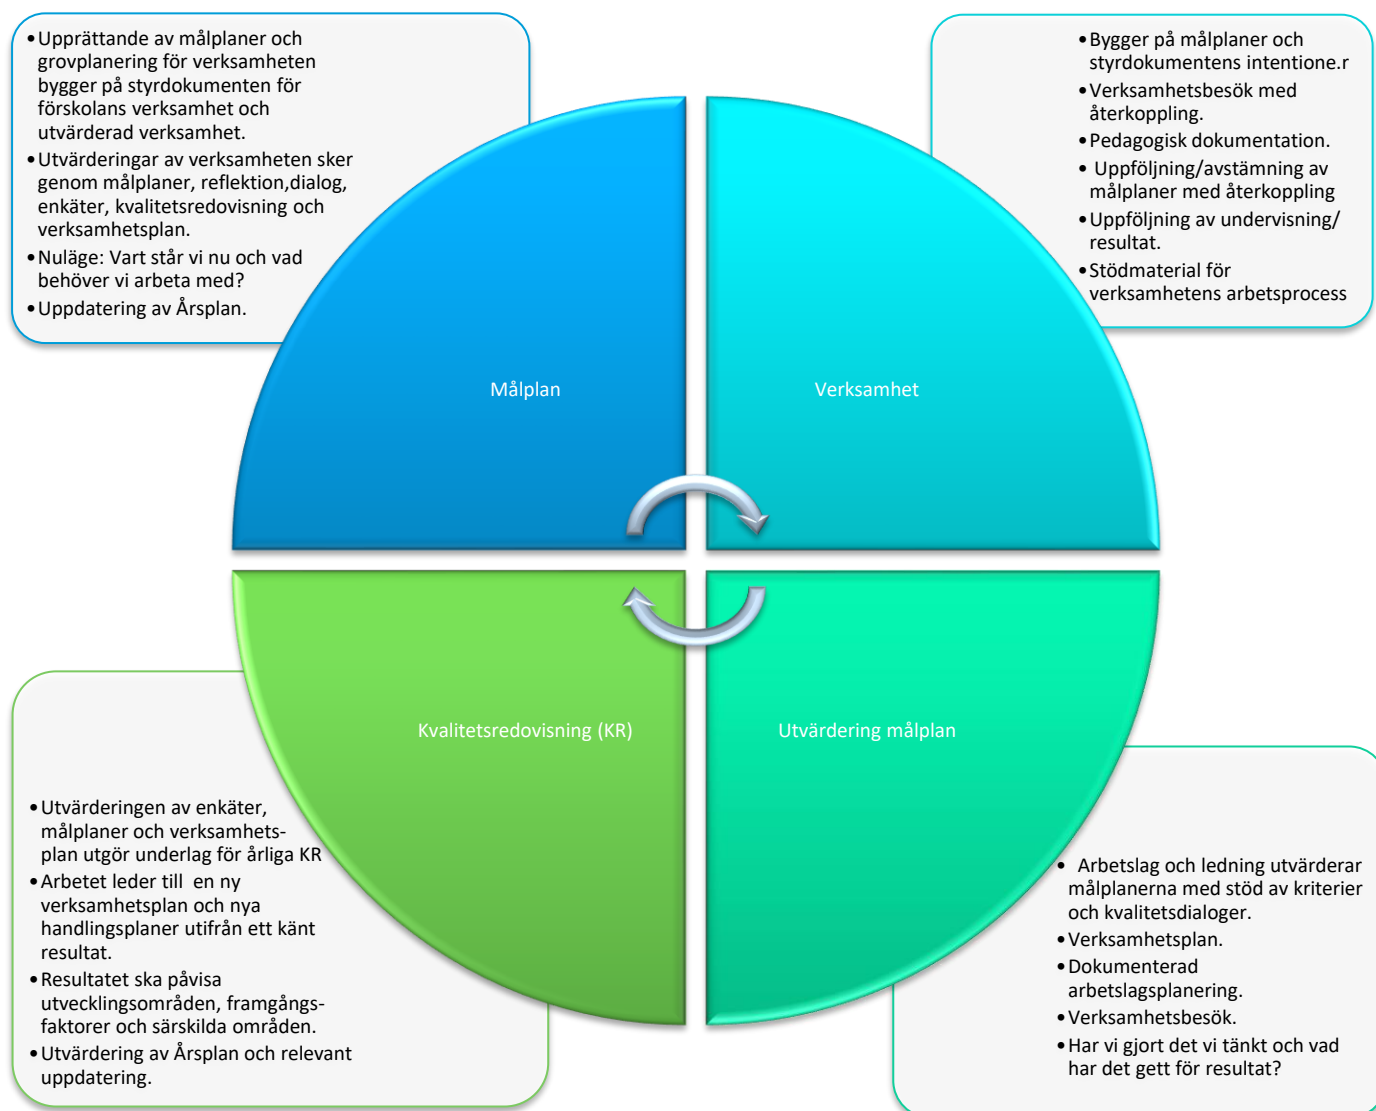 •Upprättande av målplaner och
grovplanering för verksamheten
bygger på styrdokumenten för
förskolans verksamhet och
utvärderad verksamhet.
•Utvärderingar av verksamheten sker
genom målplaner, reflektion,dialog,
enkäter, kvalitetsredovisning och
verksamhetsplan.
•Nuläge: Vart står vi nu och vad
behöver vi arbeta med?
•Uppdatering av Årsplan.
•Bygger på målplaner och
styrdokumentens intentione.r
•Verksamhetsbesök med
återkoppling.
•Pedagogisk dokumentation.
• Uppföljning/avstämning av
målplaner med återkoppling
•Uppföljning av undervisning/
resultat.
•Stödmaterial för
verksamhetens arbetsprocess
Målplan
Verksamhet
Kvalitetsredovisning (KR)
Utvärdering målplan
•Utvärderingen av enkäter,
målplaner och verksamhets-
plan utgör underlag för årliga KR
•Arbetet leder till en ny
verksamhetsplan och nya
handlingsplaner utifrån ett känt
resultat.
•Resultatet ska påvisa
utvecklingsområden, framgångs-
faktorer och särskilda områden.
•Utvärdering av Årsplan och relevant
uppdatering.
• Arbetslag och ledning utvärderar
målplanerna med stöd av kriterier
och kvalitetsdialoger.
•Verksamhetsplan.
•Dokumenterad
arbetslagsplanering.
•Verksamhetsbesök.
•Har vi gjort det vi tänkt och vad
har det gett för resultat?